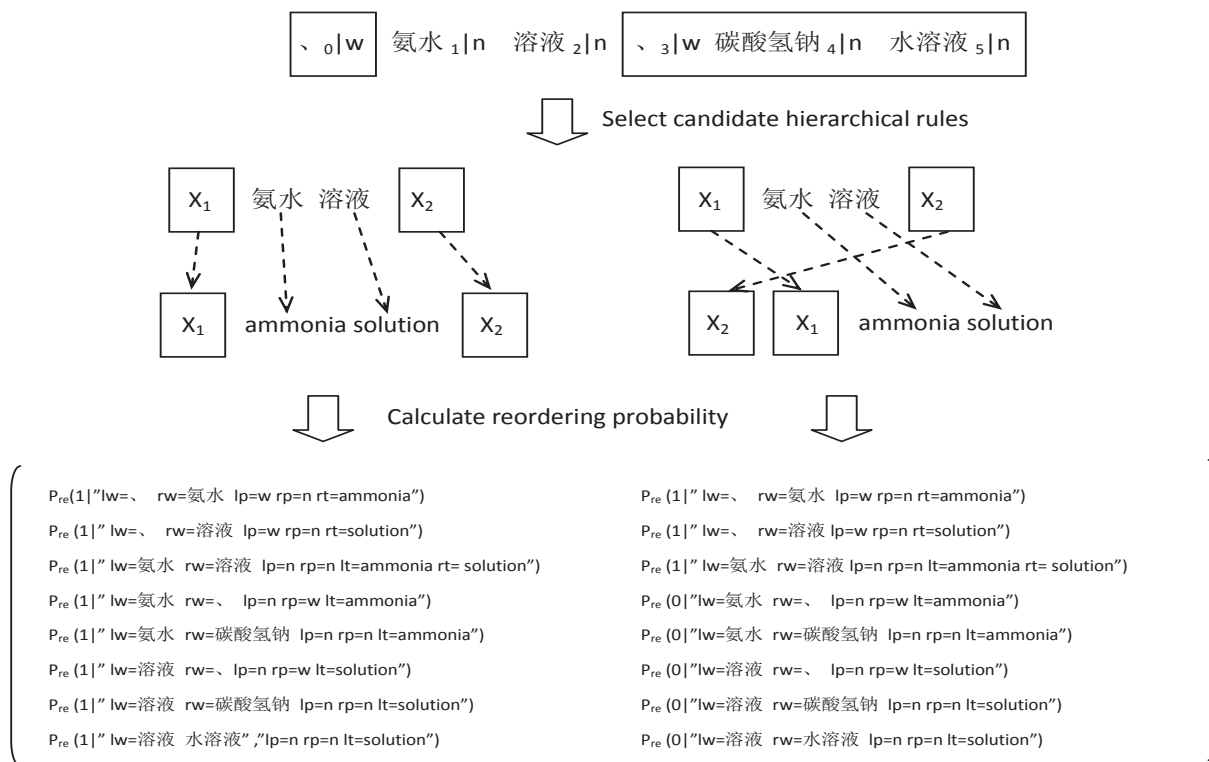 、0|w 氨水1|n 溶液2|n 、3|w 碳酸氢钠4|n 水溶液5|n
Select candidate hierarchical rules
X1 氨水 溶液 X2 X1 氨水 溶液 X2
X1 ammonia solution X2 X2 X1 ammonia solution
Calculate reordering probability
Pre(1|”lw=、 rw=氨水 lp=w rp=n rt=ammonia”)
Pre (1|” lw=、 rw=溶液 lp=w rp=n rt=solution”)
Pre (1|” lw=氨水 rw=溶液 lp=n rp=n lt=ammonia rt= solution”)
Pre (1|” lw=氨水 rw=、 lp=n rp=w lt=ammonia”)
Pre (1|” lw=氨水 rw=碳酸氢钠 lp=n rp=n lt=ammonia”)
Pre (1|” lw=溶液 rw=、lp=n rp=w lt=solution”)
Pre (1|” lw=溶液 rw=碳酸氢钠 lp=n rp=n lt=solution”)
Pre (1|” lw=溶液 水溶液” ,”lp=n rp=n lt=solution”)
Pre (1|” lw=、 rw=氨水 lp=w rp=n rt=ammonia”)
Pre (1|” lw=、 rw=溶液 lp=w rp=n rt=solution”)
Pre (1|” lw=氨水 rw=溶液 lp=n rp=n lt=ammonia rt= solution”)
Pre (0|”lw=氨水 rw=、 lp=n rp=w lt=ammonia”)
Pre (0|”lw=氨水 rw=碳酸氢钠 lp=n rp=n lt=ammonia”)
Pre (0|”lw=溶液 rw=、 lp=n rp=w lt=solution”)
Pre (0|”lw=溶液 rw=碳酸氢钠 lp=n rp=n lt=solution”)
Pre (0|”lw=溶液 rw=水溶液 lp=n rp=n lt=solution”)